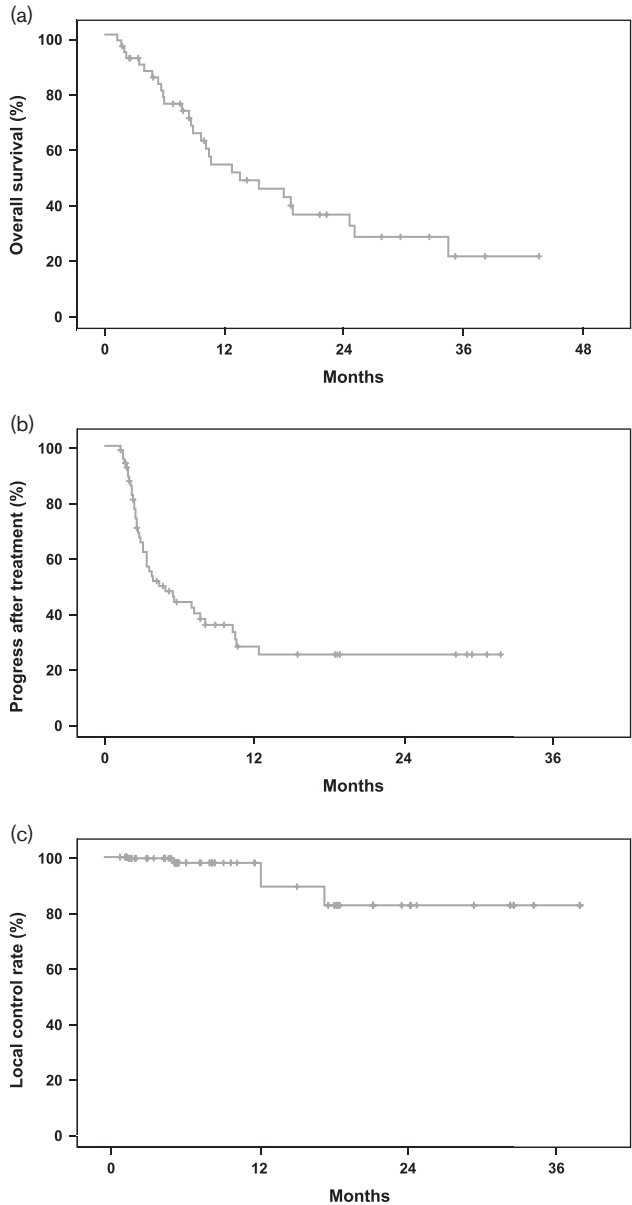 (a)
100
80
60
40
20
0
Overall survival (%)
0 12 24 36 48
Months
(b)
100
80
60
40
20
0
Progress after treatment (%)
0 12 24 36
Months
(c)
100
80
60
40
20
0
Local control rate (%)
0 12 24 36
Months